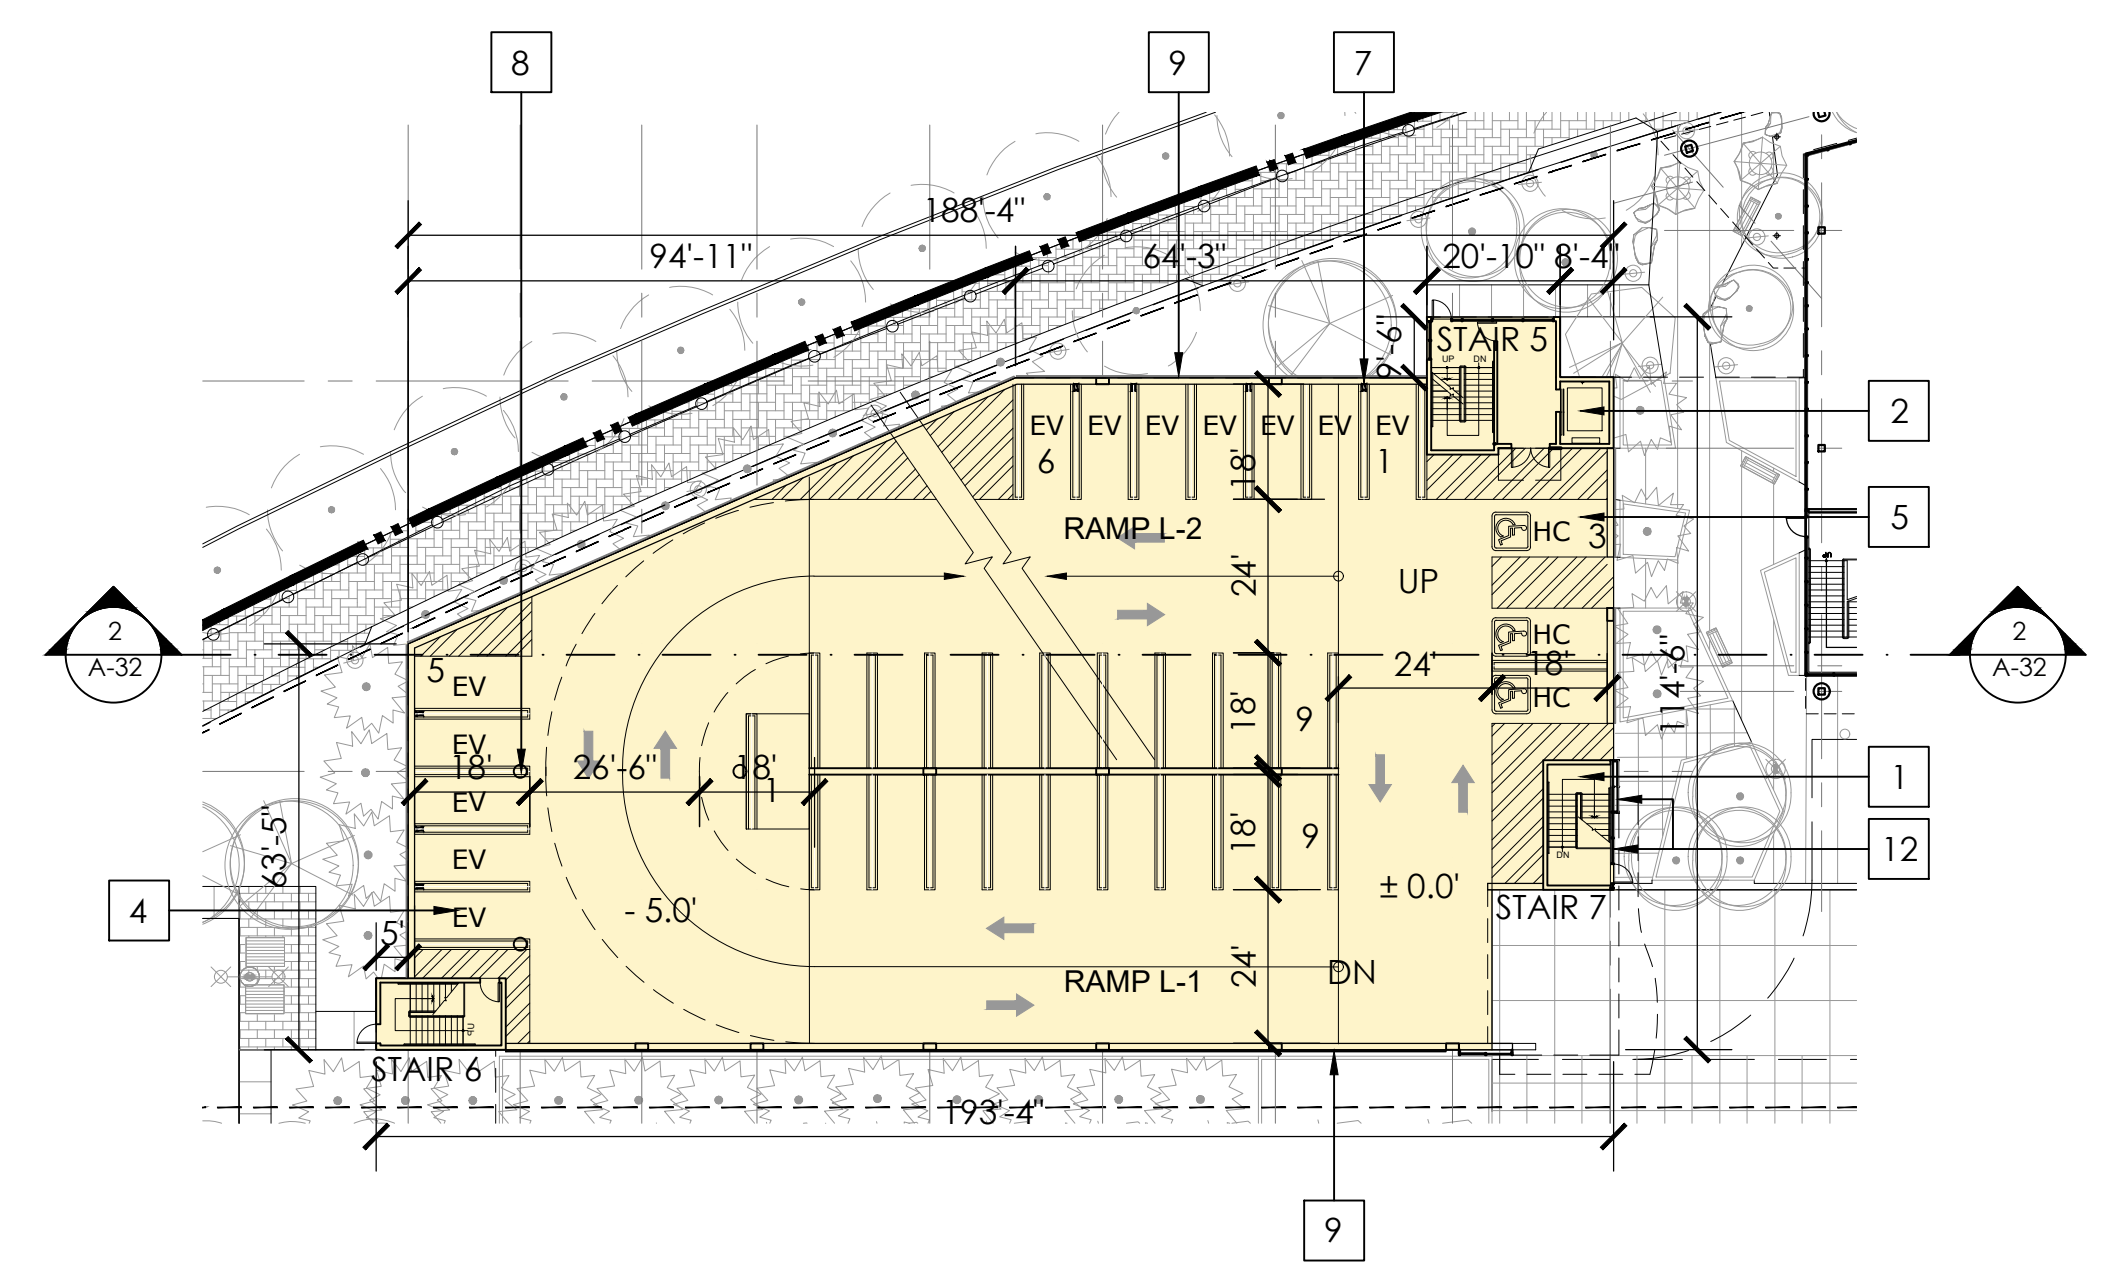 8
9
7
188'-4"
94'-11"
64'-3"
20'-10"
8'-4"
9'-6"
STAIR 5
UP
DN
2
EV
EV
EV
EV
EV
EV
EV
6
1
18'
5
RAMP L-2
HC
3
24'
UP
2
A-32
2
A-32
HC
5
EV
24'
18'
HC
114'-6"
18'
9
EV
18'
26'-6"
18'
1
1
EV
63'-5"
18'
9
12
EV
DN
4
EV
- 5.0'
± 0.0'
STAIR 7
5'
24'
RAMP L-1
DN
UP
STAIR 6
193'-4"
9